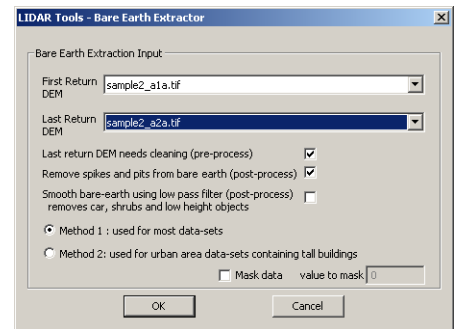 LIDAR Tools - Bare Earth Extractor
Bare Earth Extraction Input
First Return DEM
sample2_a1a.tif
Last Return DEM
sample2_a2a.tif
Last return DEM needs cleaning (pre-process)
Remove spikes and pits from bare earth (post-process)
Smooth bare-earth using low pass filter (post-process)
removes car, shrubs and low height objects
Method 1 : used for most data-sets
Method 2: used for urban area data-sets containing tall buildings
Mask data value to mask 0
OK Cancel